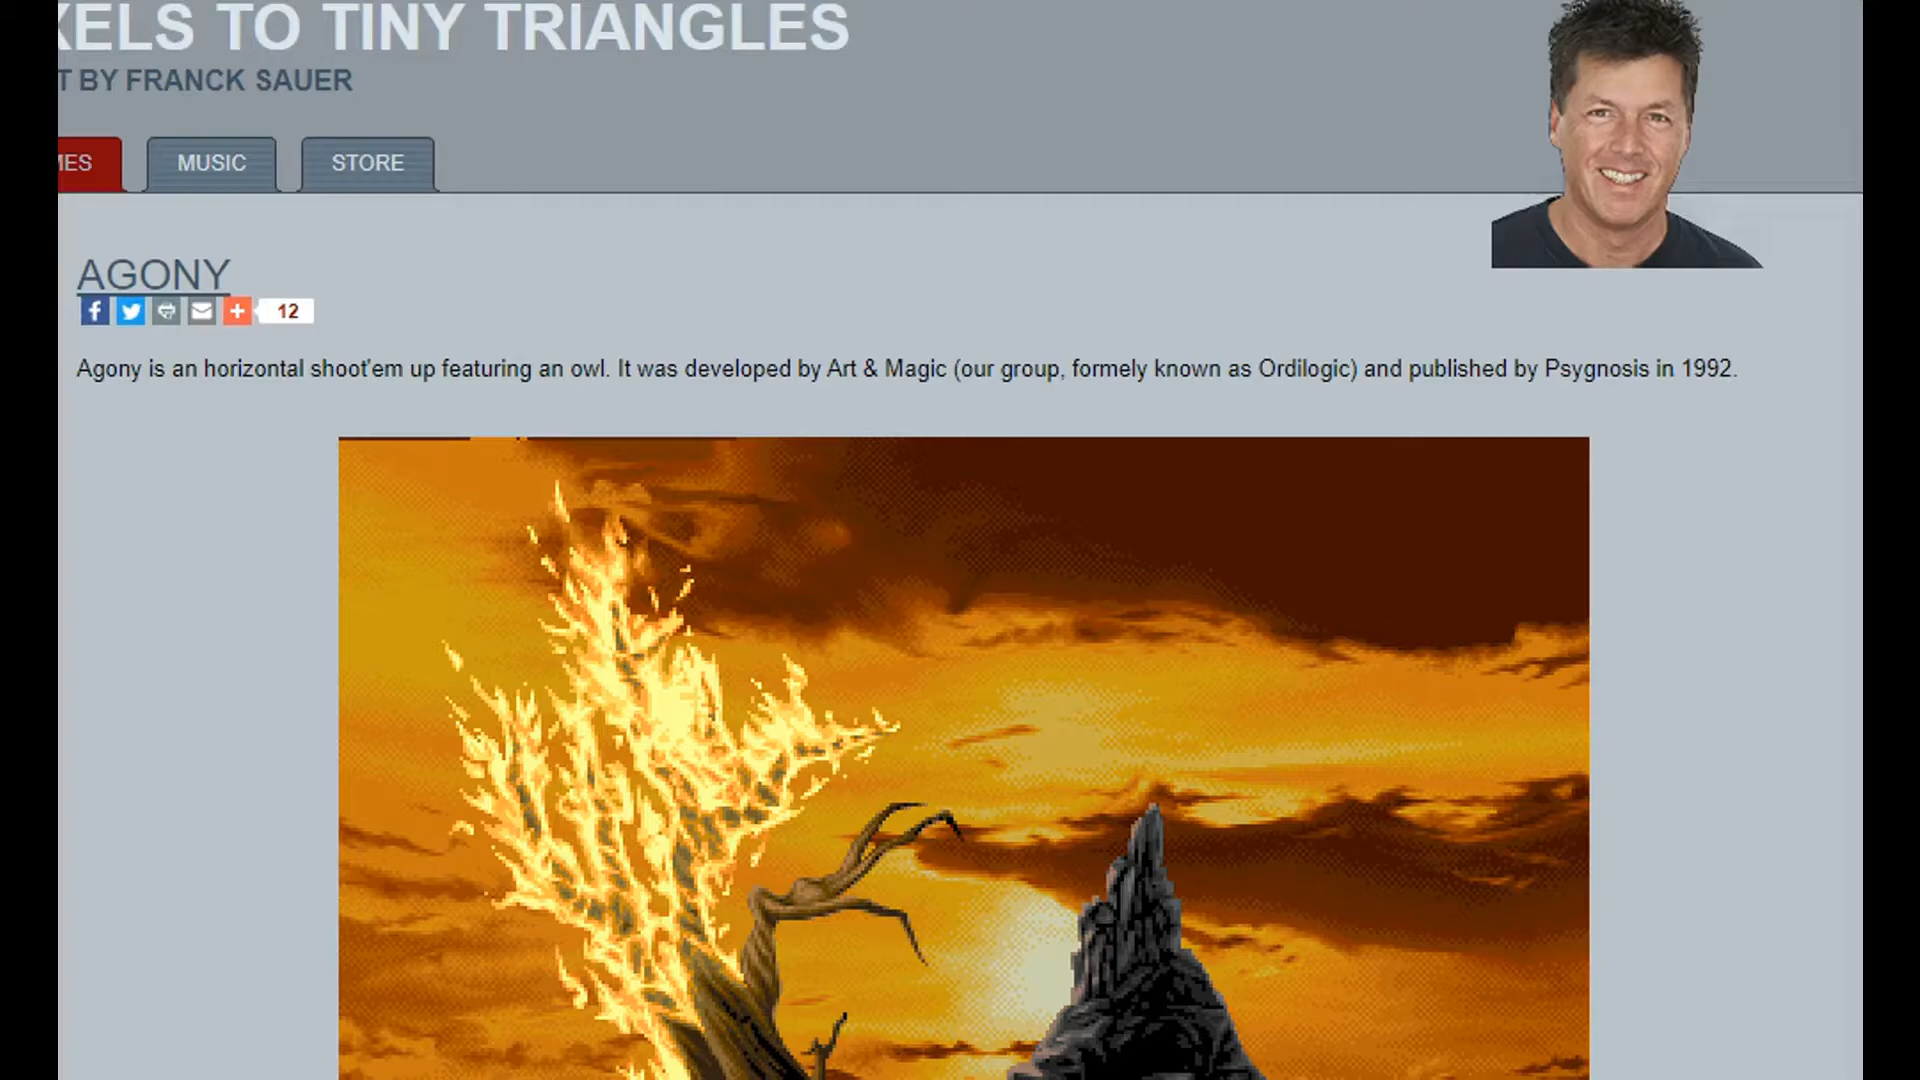 XELS TO TINY TRIANGLES
T BY FRANCK SAUER
MES
MUSIC
STORE
AGONY
12
Agony is an horizontal shoot'em up featuring an owl. It was developed by Art & Magic (our group, formely known as Ordilogic) and published by Psygnosis in 1992.